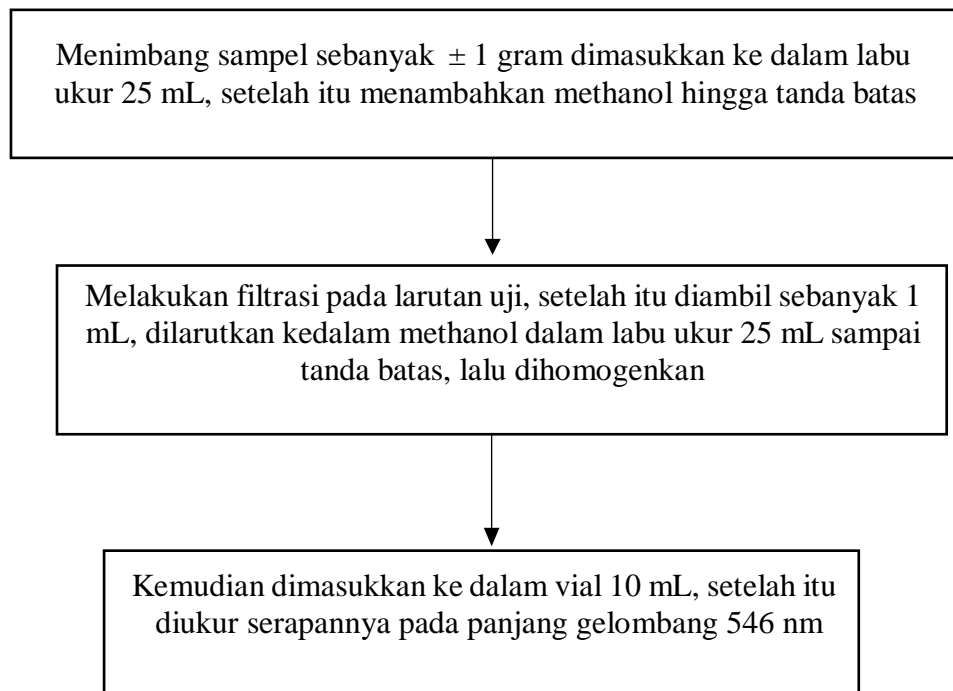 Menimbang sampel sebanyak ± 1 gram dimasukkan ke dalam labu
ukur 25 mL, setelah itu menambahkan methanol hingga tanda batas
Melakukan filtrasi pada larutan uji, setelah itu diambil sebanyak 1
mL, dilarutkan kedalam methanol dalam labu ukur 25 mL sampai
tanda batas, lalu dihomogenkan
Kemudian dimasukkan ke dalam vial 10 mL, setelah itu
diukur serapannya pada panjang gelombang 546 nm